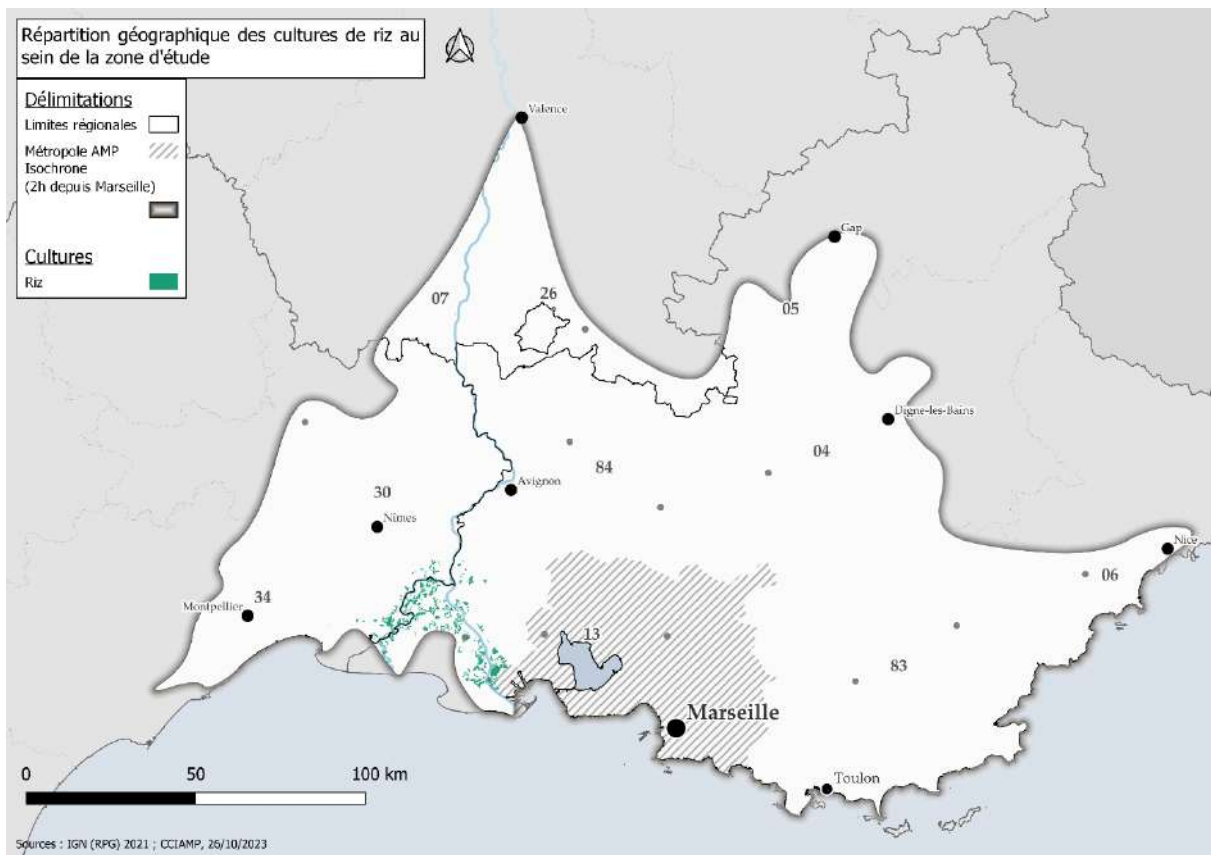 Répartition géographique des cultures de riz au
sein de la zone d'étude
Délimitations
Limites régionales
Métropole AMP
Isochrone
(2h depuis Marseille)
Cultures
Riz
Valence
Gap
07
26
05
Digne-les-Bains
04
84
Avignon
30
Nîmes
Nice
06
34
Montpellier
13
83
Marseille
Toulon
0 50 100 km
Sources : IGN (RPG) 2021 ; CCIAMP, 26/10/2023